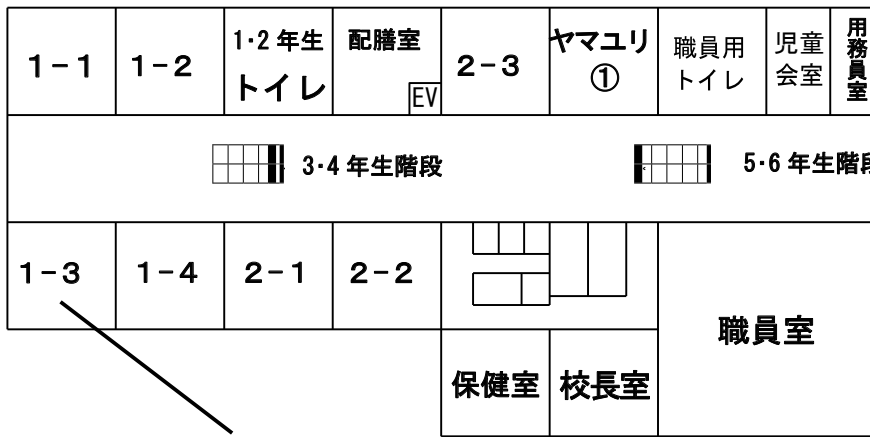 1-1
1-2
1・2年生
トイレ
配膳室
EV
2-3
ヤマユリ
①
職員用
トイレ
児童
会室
用務員室
3・4年生階段
5・6年生階段
1-3
1-4
2-1
2-2
職員室
保健室
校長室